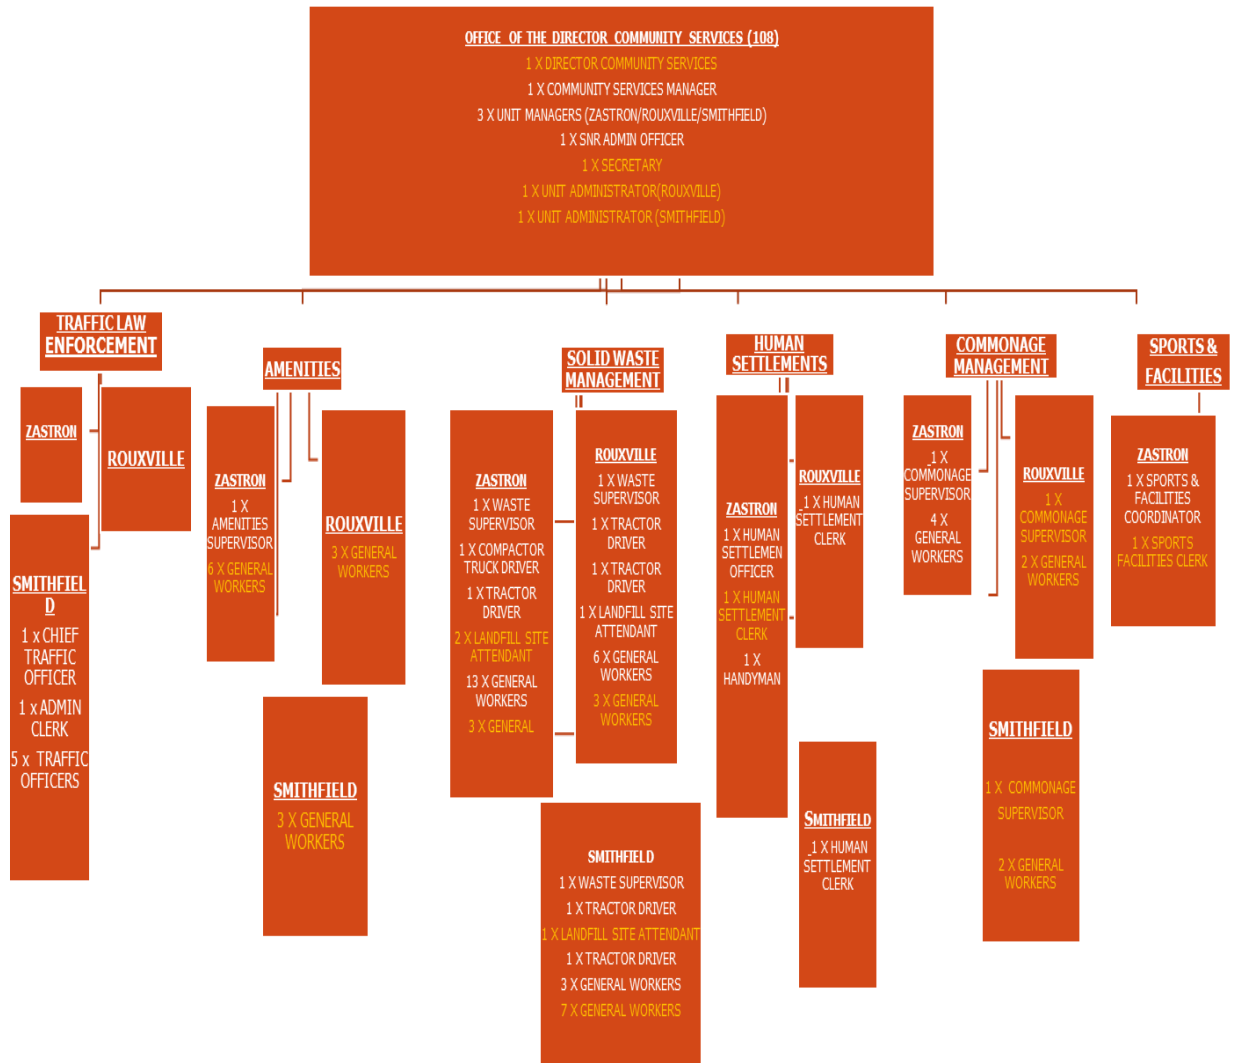 OFFICE OF THE DIRECTOR COMMUNITY SERVICES (108)
1 X DIRECTOR COMMUNITY SERVICES
1 X COMMUNITY SERVICES MANAGER
3 X UNIT MANAGERS (ZASTRON/ROUXVILLE/SMITHFIELD)
1 X SNR ADMIN OFFICER
1 X SECRETARY
1 X UNIT ADMINISTRATOR(ROUXVILLE)
1 X UNIT ADMINISTRATOR (SMITHFIELD)
TRAFFIC LAW
ENFORCEMENT
ZASTRON
ROUXVILLE
SMITHFIEL
D
1 x CHIEF
TRAFFIC
OFFICER
1 x ADMIN
CLERK
5 x TRAFFIC
OFFICERS
AMENITIES
ZASTRON
1 X
AMENITIES
SUPERVISOR
6 X GENERAL
WORKERS
ROUXVILLE
3 X GENERAL
WORKERS
SMITHFIELD
3 X GENERAL
WORKERS
SOLID WASTE
MANAGEMENT
ZASTRON
1 X WASTE
SUPERVISOR
1 X COMPACTOR
TRUCK DRIVER
1 X TRACTOR
DRIVER
2 X LANDFILL SITE
ATTENDANT
13 X GENERAL
WORKERS
3 X GENERAL
ROUXVILLE
1 X WASTE
SUPERVISOR
1 X TRACTOR
DRIVER
1 X TRACTOR
DRIVER
1 X LANDFILL SITE
ATTENDANT
6 X GENERAL
WORKERS
3 X GENERAL
WORKERS
SMITHFIELD
1 X WASTE SUPERVISOR
1 X TRACTOR DRIVER
1 X LANDFILL SITE ATTENDANT
1 X TRACTOR DRIVER
3 X GENERAL WORKERS
7 X GENERAL WORKERS
HUMAN
SETTLEMENTS
ZASTRON
1 X HUMAN
SETTLEMEN
OFFICER
1 X HUMAN
SETTLEMENT
CLERK
1 X
HANDYMAN
ROUXVILLE
1 X HUMAN
SETTLEMENT
CLERK
SMITHFIELD
1 X HUMAN
SETTLEMENT
CLERK
COMMONAGE
MANAGEMENT
ZASTRON
1 X
COMMONAGE
SUPERVISOR
4 X
GENERAL
WORKERS
ROUXVILLE
1 X
COMMONAGE
SUPERVISOR
2 X GENERAL
WORKERS
SMITHFIELD
1 X COMMONAGE
SUPERVISOR
2 X GENERAL
WORKERS
SPORTS &
FACILITIES
ZASTRON
1 X SPORTS &
FACILITIES
COORDINATOR
1 X SPORTS
FACILITIES CLERK